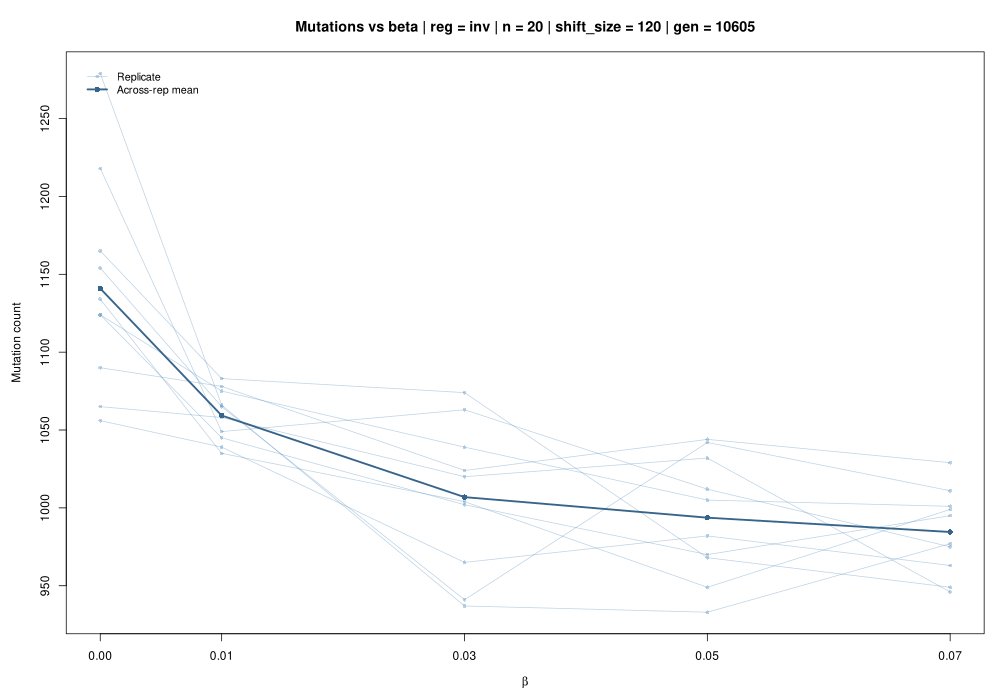 Mutations vs beta | reg = inv | n = 20 | shift_size = 120 | gen = 10605
Replicate
Across-rep mean
1250
1200
1150
1100
1050
1000
950
Mutation count
0.00 0.01 0.03 0.05 0.07
β